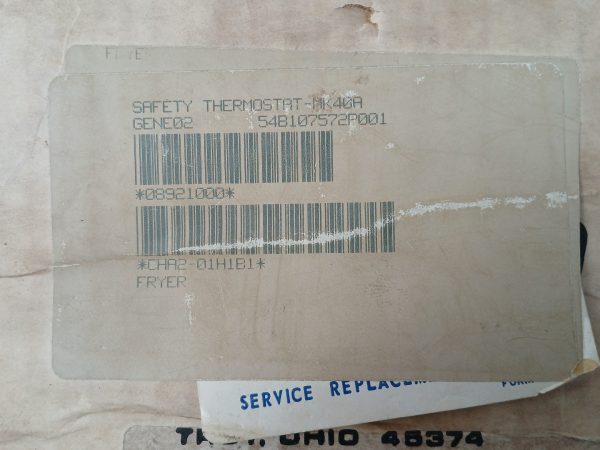 SAFETY THERMOSTAT-MK40A
GENE02 54B107572P001
*08921000*
*CHA2-01H1B1*
FRYER
SERVICE
OHIO 45374